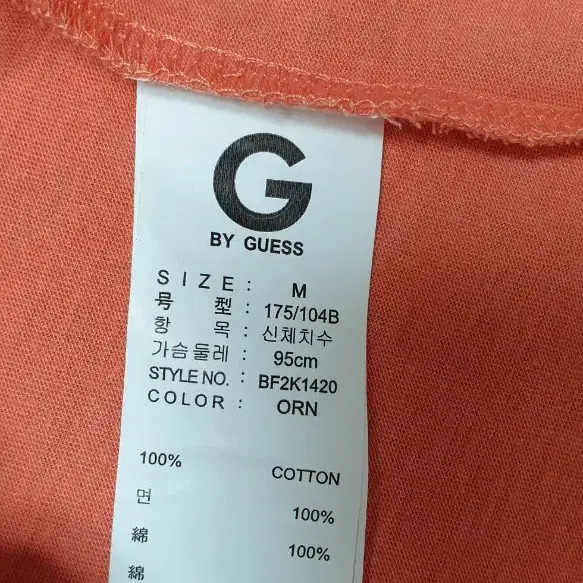 G
BY GUESS
SIZE : M
号 型 : 175/104B
항 목 : 신체치수
가슴둘레 : 95cm
STYLE NO. : BF2K1420
COLOR : ORN
100% COTTON
면 100%
綿 100%
綿